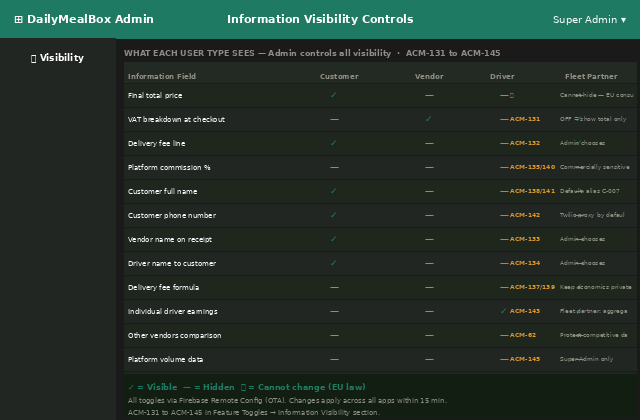 DailyMealBox Admin
Information Visibility Controls
Super Admin ▾
Visibility
WHAT EACH USER TYPE SEES — Admin controls all visibility · ACM-131 to ACM-145
Information Field Customer Vendor Driver Fleet Partner
Final total price ✓ — —
VAT breakdown at checkout — ✓ — ACM-131 OFF show total only
Delivery fee line ✓ — — ACM-132 Admin chooses
Platform commission % — — — ACM-135/140 Commercially sensitive
Customer full name ✓ — — ACM-138/141 Default: alias C-007
Customer phone number ✓ — — ACM-142 Twilio proxy by defaul
Vendor name on receipt ✓ — — ACM-133 Admin chooses
Driver name to customer ✓ — — ACM-134 Admin chooses
Delivery fee formula — — — ACM-137/139 Keep economics private
Individual driver earnings — — ✓ ACM-143 Fleet partner: aggrega
Other vendors comparison — — — ACM-62 Protect competitive da
Platform volume data — — — ACM-145 Super Admin only
✓ = Visible — = Hidden = Cannot change (EU law)
All toggles via Firebase Remote Config (OTA). Changes apply across all apps within 15 min.
ACM-131 to ACM-145 in Feature Toggles → Information Visibility section.